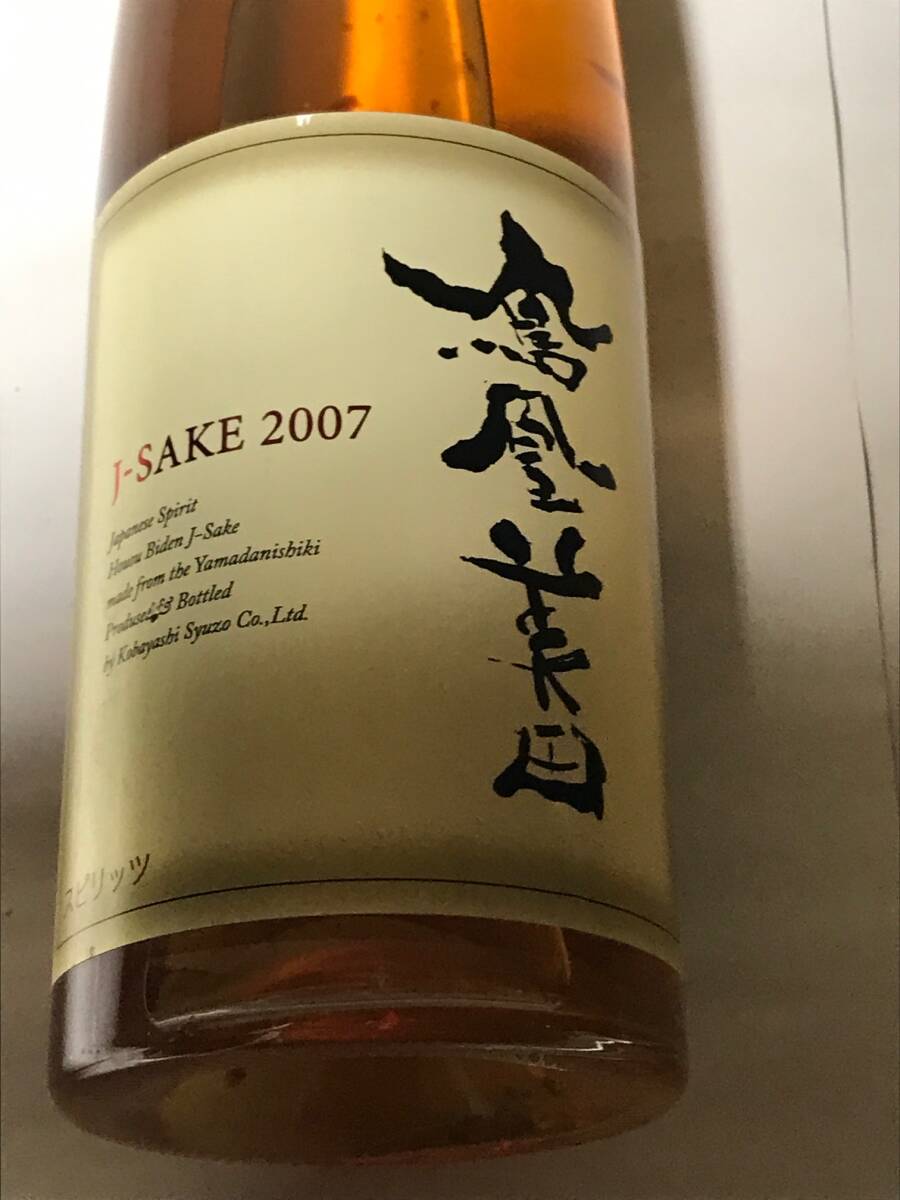 鳳凰美田
J-SAKE 2007
Japanese Spirit
Houou Biden J-Sake
made from the Yamadanishiki
Prodused & Bottled
by Kobayashi Syuzo Co.,Ltd.
スピリッツ